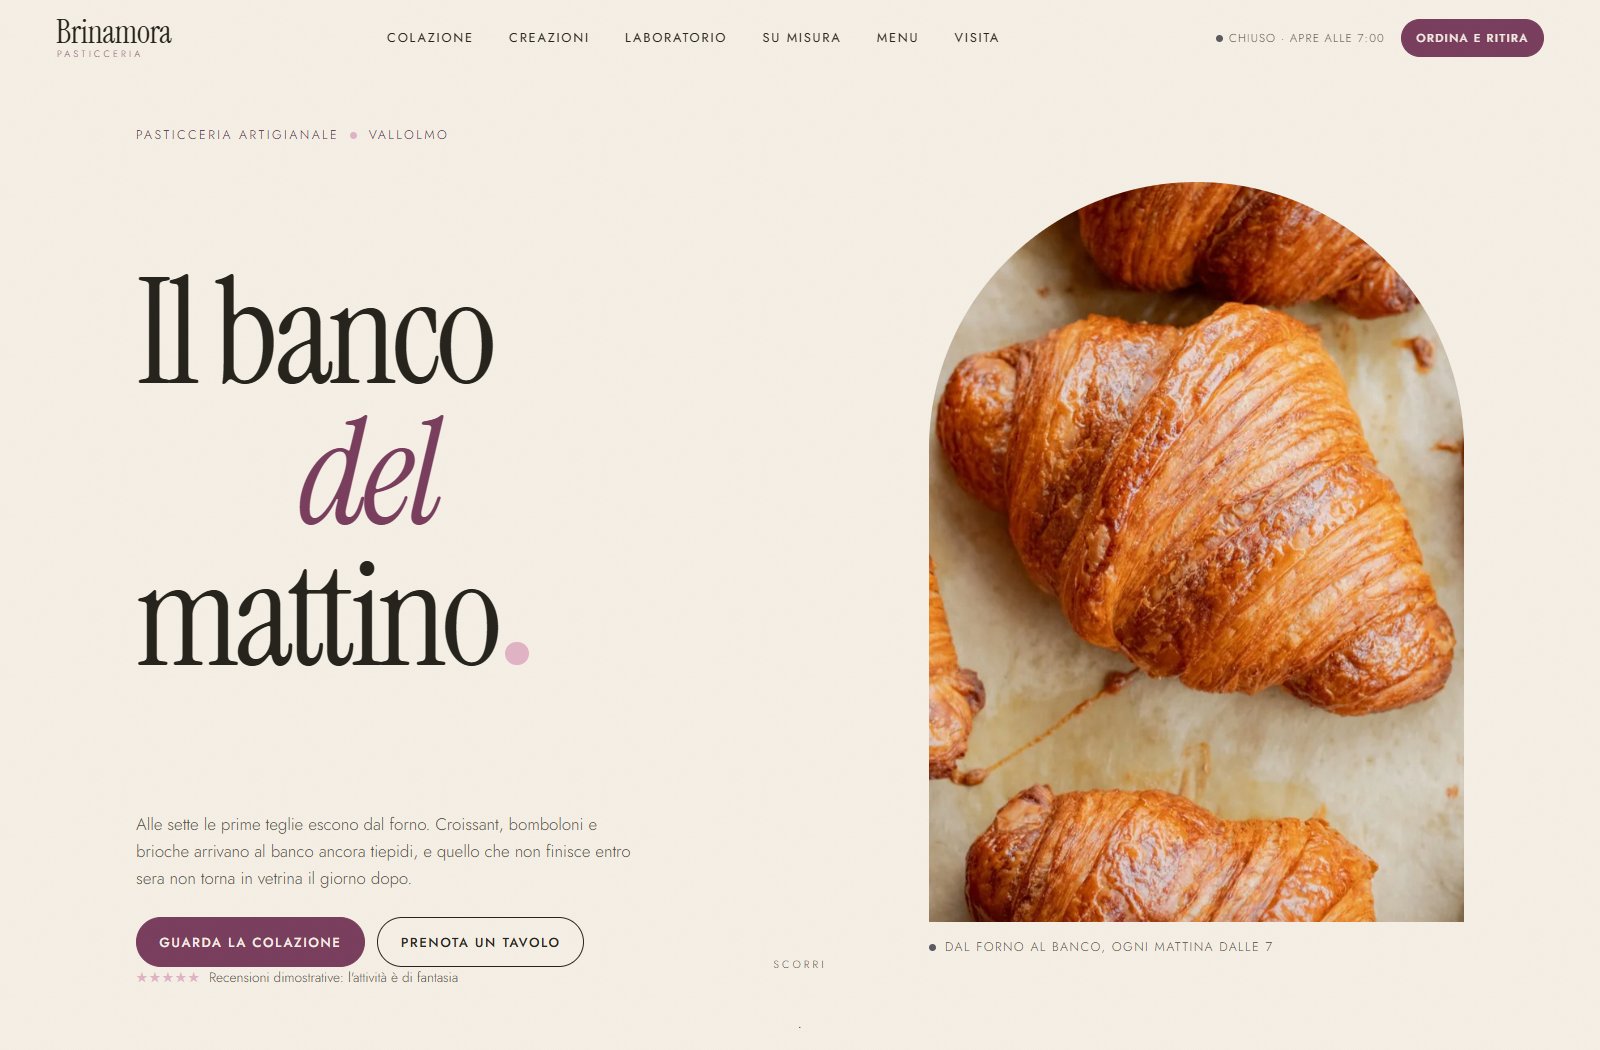 Brinamora
PASTICCERIA
COLAZIONE CREAZIONI LABORATORIO SU MISURA MENU VISITA
CHIUSO · APRE ALLE 7:00
ORDINA E RITIRA
PASTICCERIA ARTIGIANALE VALLOLMO
Il banco
del
mattino.
Alle sette le prime teglie escono dal forno. Croissant, bomboloni e
brioche arrivano al banco ancora tiepidi, e quello che non finisce entro
sera non torna in vetrina il giorno dopo.
GUARDA LA COLAZIONE PRENOTA UN TAVOLO
★★★★★ Recensioni dimostrative: l'attività è di fantasia
SCORRI
DAL FORNO AL BANCO, OGNI MATTINA DALLE 7